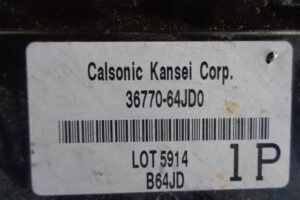 Calsonic Kansei Corp.
36770-64JD0
LOT 5914
B64JD
1P